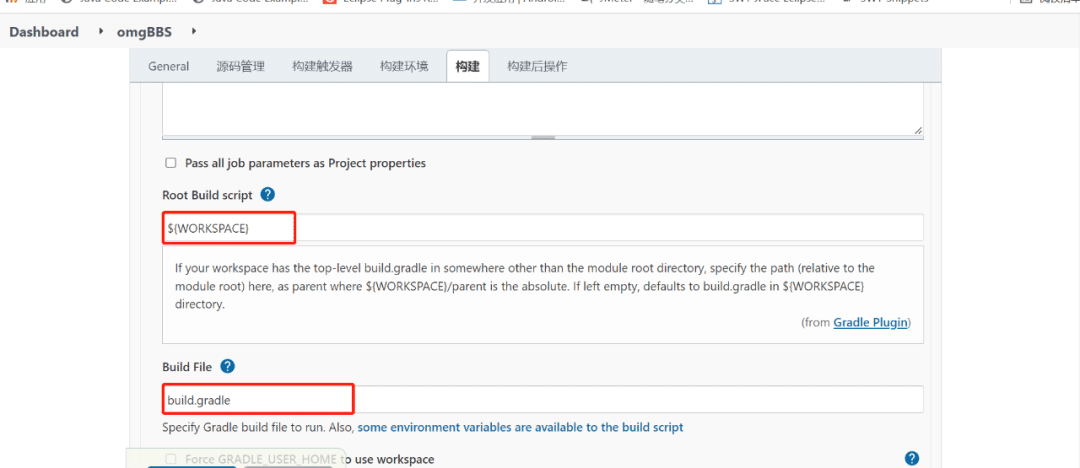 Dashboard omgBBS
General 源码管理 构建触发器 构建环境 构建 构建后操作
Pass all job parameters as Project properties
Root Build script ?
${WORKSPACE}
If your workspace has the top-level build.gradle in somewhere other than the module root directory, specify the path (relative to the
module root) here, as parent where ${WORKSPACE}/parent is the absolute. If left empty, defaults to build.gradle in ${WORKSPACE}
directory.
(from Gradle Plugin)
Build File ?
build.gradle
Specify Gradle build file to run. Also, some environment variables are available to the build script
Force GRADLE_USER_HOME to use workspace ?